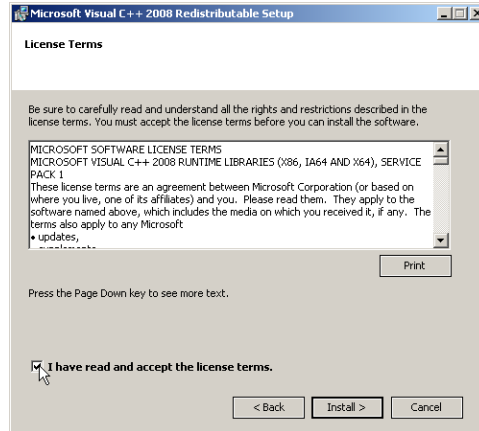 Microsoft Visual C++ 2008 Redistributable Setup
License Terms
Be sure to carefully read and understand all the rights and restrictions described in the
license terms. You must accept the license terms before you can install the software.
MICROSOFT SOFTWARE LICENSE TERMS
MICROSOFT VISUAL C++ 2008 RUNTIME LIBRARIES (X86, IA64 AND X64), SERVICE
PACK 1
These license terms are an agreement between Microsoft Corporation (or based on
where you live, one of its affiliates) and you.  Please read them.  They apply to the
software named above, which includes the media on which you received it, if any.  The
terms also apply to any Microsoft
• updates,
Print
Press the Page Down key to see more text.
I have read and accept the license terms.
< Back
Install >
Cancel